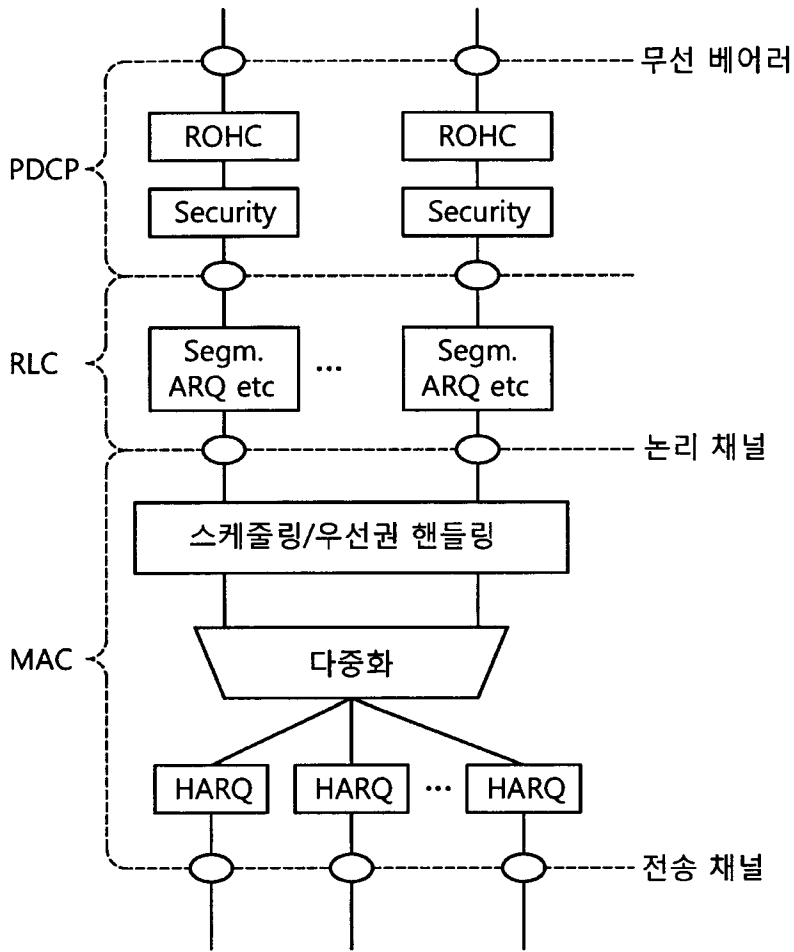 무선 베어러
ROHC
ROHC
PDCP
Security
Security
Segm.
ARQ etc
...
Segm.
ARQ etc
RLC
논리 채널
스케줄링/우선권 핸들링
다중화
MAC
HARQ
HARQ
...
HARQ
전송 채널